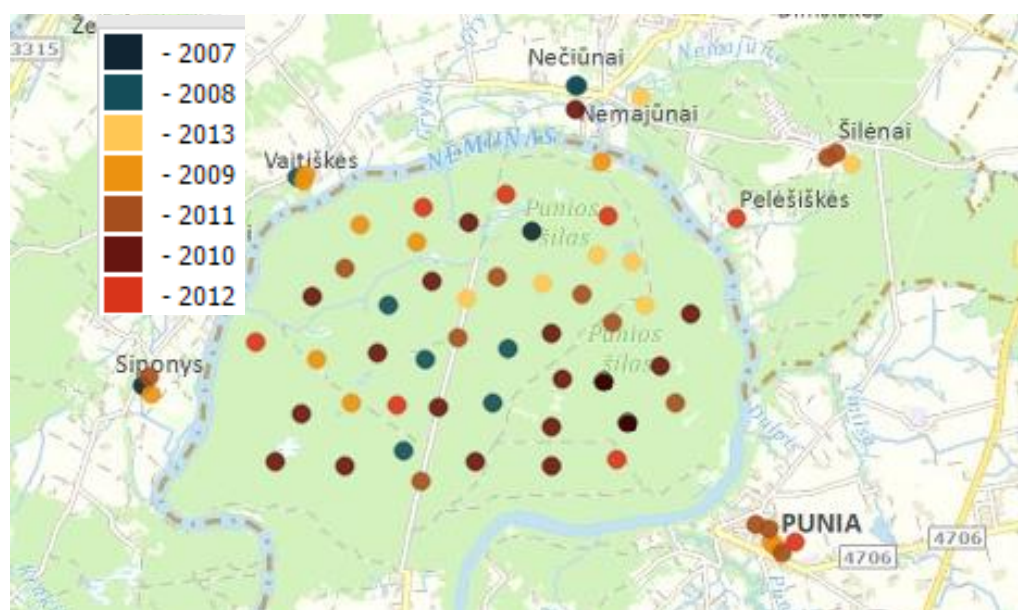 3315
- 2007
- 2008
- 2013
- 2009
- 2011
- 2010
- 2012
Nečiūnai
Nemajūnai
Šilėnai
Vaitiškės
NEMUNAS
Pelėšiškės
Punios
šilas
Punios
šilas
Siponys
PUNIA
4706
4706